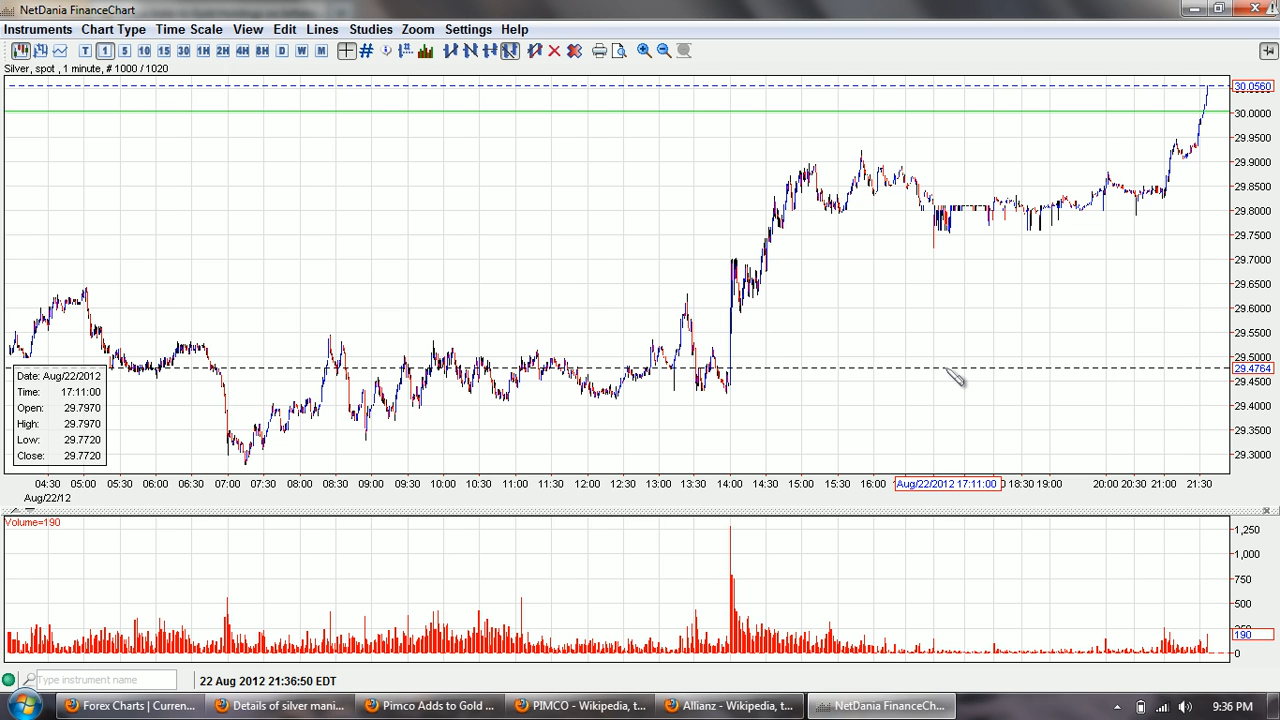 NetDania FinanceChart
Instruments Chart Type Time Scale View Edit Lines Studies Zoom Settings Help
T 1 5 10 15 30 1H 2H 4H 8H D W M
Silver, spot , 1 minute, # 1000 / 1020
30.0560
30.0000
29.9500
29.9000
29.8500
29.8000
29.7500
29.7000
29.6500
29.6000
29.5500
29.5000
29.4764
29.4500
29.4000
29.3500
29.3000
Date: Aug/22/2012
Time: 17:11:00
Open: 29.7970
High: 29.7970
Low: 29.7720
Close: 29.7720
04:30 05:00 05:30 06:00 06:30 07:00 07:30 08:00 08:30 09:00 09:30 10:00 10:30 11:00 11:30 12:00 12:30 13:00 13:30 14:00 14:30 15:00 15:30 16:00 Aug/22/2012 17:11:00 18:30 19:00 20:00 20:30 21:00 21:30
Aug/22/12
Volume=190
1,250
1,000
750
500
190
0
Type instrument name
22 Aug 2012 21:36:50 EDT
Forex Charts | Curren... Details of silver mani... Pimco Adds to Gold ... PIMCO - Wikipedia, t... Allianz - Wikipedia, t... NetDania FinanceCh... 9:36 PM